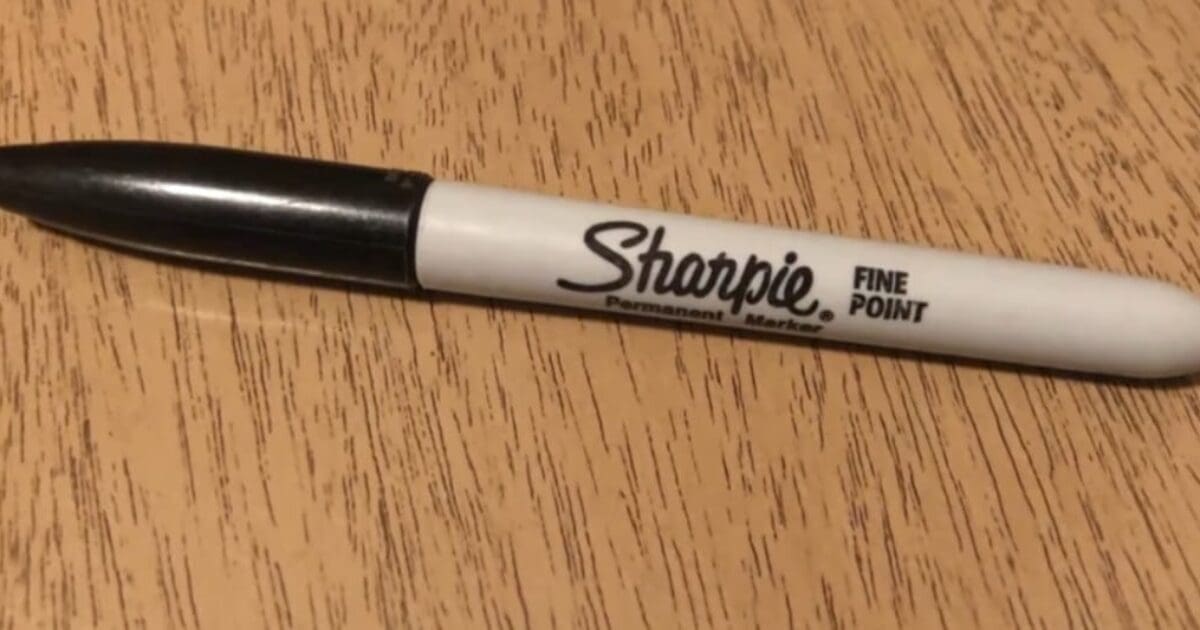 Sharpie® FINE
POINT
Permanent Marker